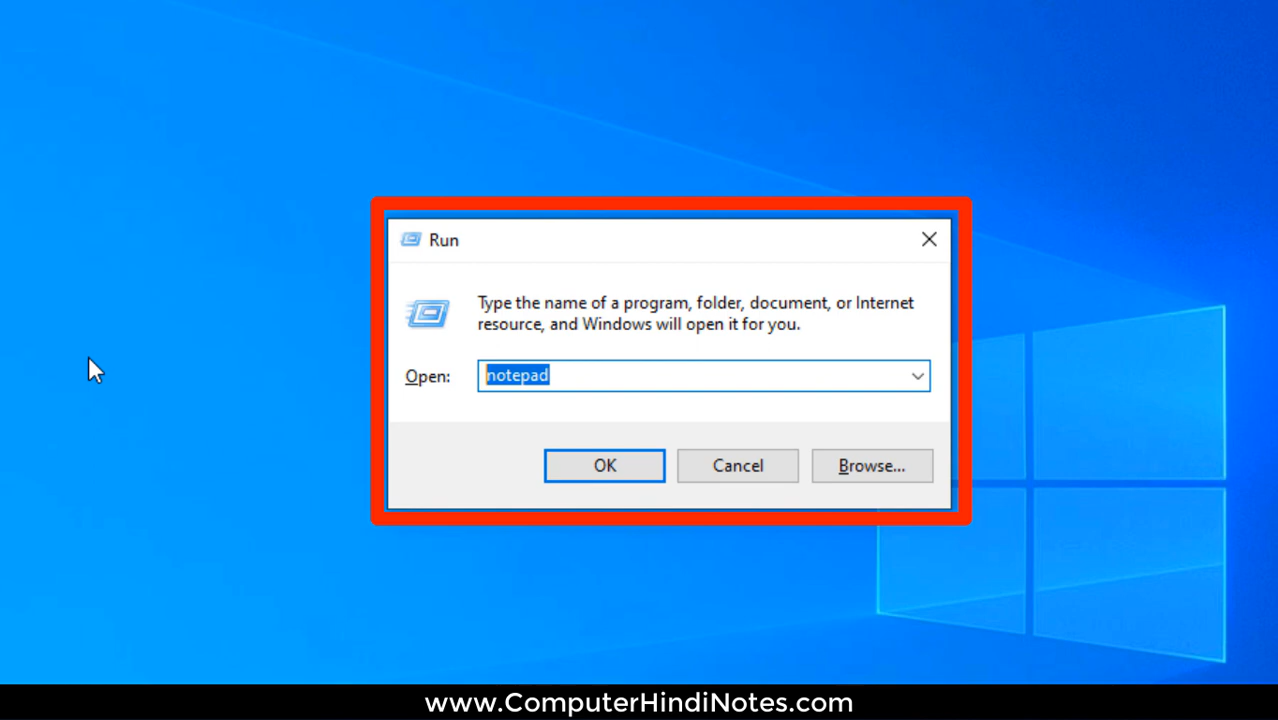 Run
Type the name of a program, folder, document, or Internet
resource, and Windows will open it for you.
Open: notepad
OK Cancel Browse...
www.ComputerHindiNotes.com